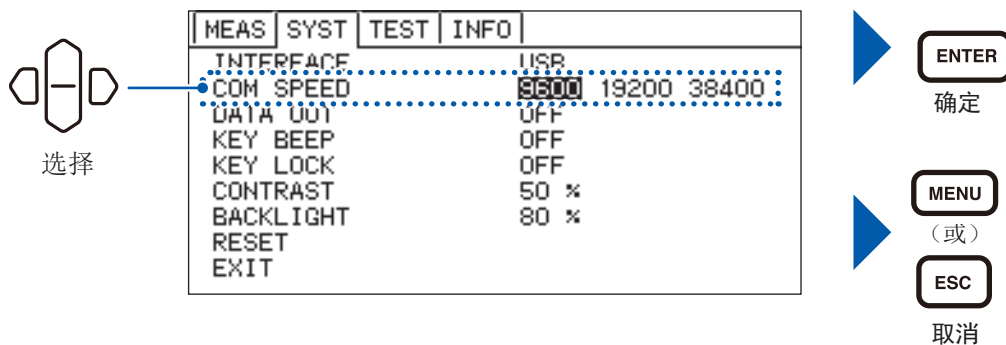 MEAS SYST TEST INFO
INTERFACE USB
COM SPEED 9600 19200 38400
DATA OUT OFF
KEY BEEP OFF
KEY LOCK OFF
CONTRAST 50 %
BACKLIGHT 80 %
RESET
EXIT
选择
ENTER
确定
MENU
（或）
ESC
取消